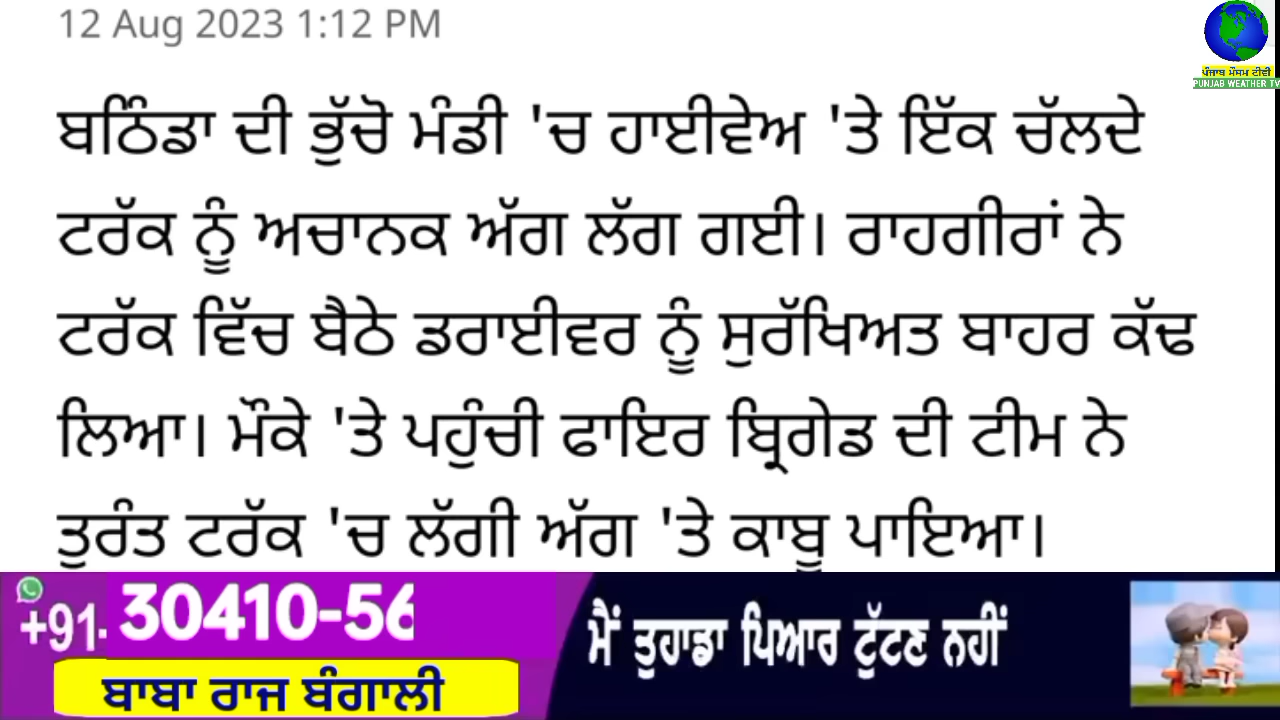 12 Aug 2023 1:12 PM
ਪੰਜਾਬ ਮੌਸਮ ਟੀਵੀ
PUNJAB WEATHER TV
ਬਠਿੰਡਾ ਦੀ ਭੁੱਚੋ ਮੰਡੀ 'ਚ ਹਾਈਵੇਅ 'ਤੇ ਇੱਕ ਚੱਲਦੇ
ਟਰੱਕ ਨੂੰ ਅਚਾਨਕ ਅੱਗ ਲੱਗ ਗਈ। ਰਾਹਗੀਰਾਂ ਨੇ
ਟਰੱਕ ਵਿੱਚ ਬੈਠੇ ਡਰਾਈਵਰ ਨੂੰ ਸੁਰੱਖਿਅਤ ਬਾਹਰ ਕੱਢ
ਲਿਆ। ਮੌਕੇ 'ਤੇ ਪਹੁੰਚੀ ਫਾਇਰ ਬ੍ਰਿਗੇਡ ਦੀ ਟੀਮ ਨੇ
ਤੁਰੰਤ ਟਰੱਕ 'ਚ ਲੱਗੀ ਅੱਗ 'ਤੇ ਕਾਬੂ ਪਾਇਆ।
+91- 30410-56
ਬਾਬਾ ਰਾਜ ਬੰਗਾਲੀ
ਮੈਂ ਤੁਹਾਡਾ ਪਿਆਰ ਟੁੱਟਣ ਨਹੀਂ